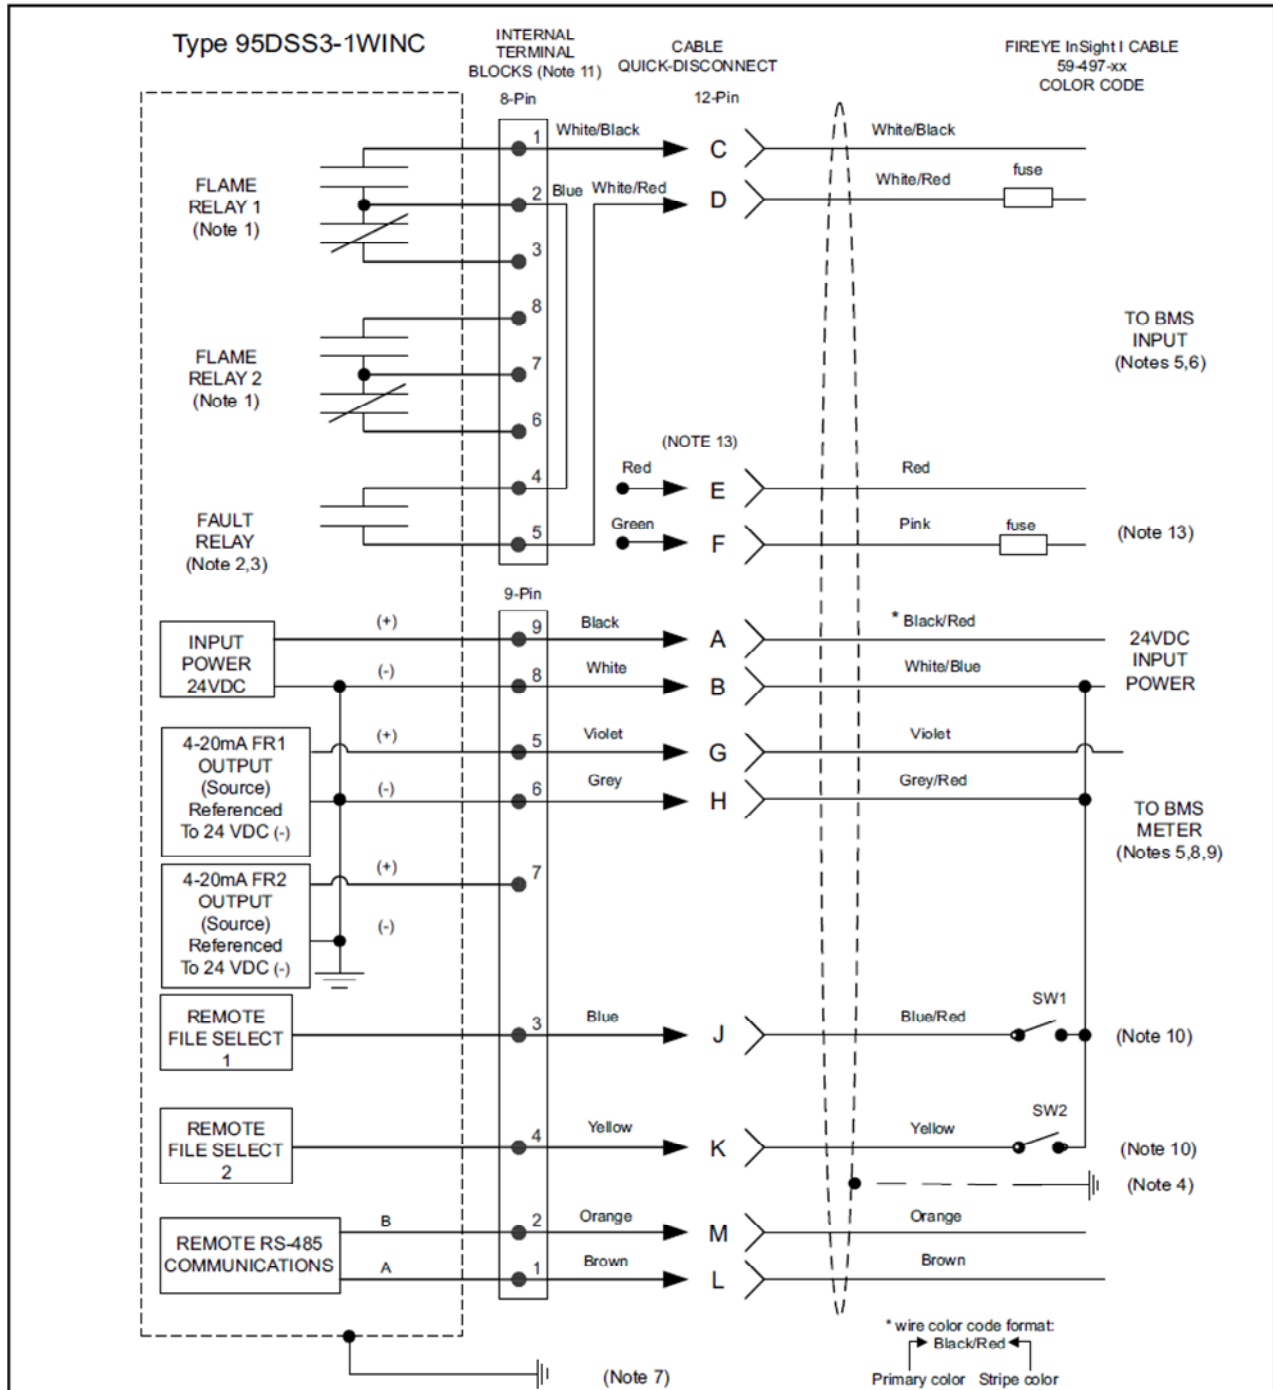 Type 95DSS3-1WINC
INTERNAL
TERMINAL
BLOCKS (Note 11)
CABLE
QUICK-DISCONNECT
FIREYE InSight I CABLE
59-497-xx
COLOR CODE
8-Pin
12-Pin
FLAME
RELAY 1
(Note 1)
1
White/Black
C
White/Black
2
Blue
White/Red
D
White/Red
fuse
3
FLAME
RELAY 2
(Note 1)
8
7
6
TO BMS
INPUT
(Notes 5,6)
(NOTE 13)
FAULT
RELAY
(Note 2,3)
4
Red
E
Red
5
Green
F
Pink
fuse
(Note 13)
9-Pin
INPUT
POWER
24VDC
(+)
9
Black
A
* Black/Red
(-)
8
White
B
White/Blue
24VDC
INPUT
POWER
4-20mA FR1
OUTPUT
(Source)
Referenced
To 24 VDC (-)
(+)
5
Violet
G
Violet
(-)
6
Grey
H
Grey/Red
TO BMS
METER
(Notes 5,8,9)
4-20mA FR2
OUTPUT
(Source)
Referenced
To 24 VDC (-)
(+)
7
(-)
REMOTE
FILE SELECT
1
3
Blue
J
Blue/Red
SW1
(Note 10)
REMOTE
FILE SELECT
2
4
Yellow
K
Yellow
SW2
(Note 10)
(Note 4)
REMOTE RS-485
COMMUNICATIONS
B
2
Orange
M
Orange
A
1
Brown
L
Brown
(Note 7)
* wire color code format:
Black/Red
Primary color
Stripe color